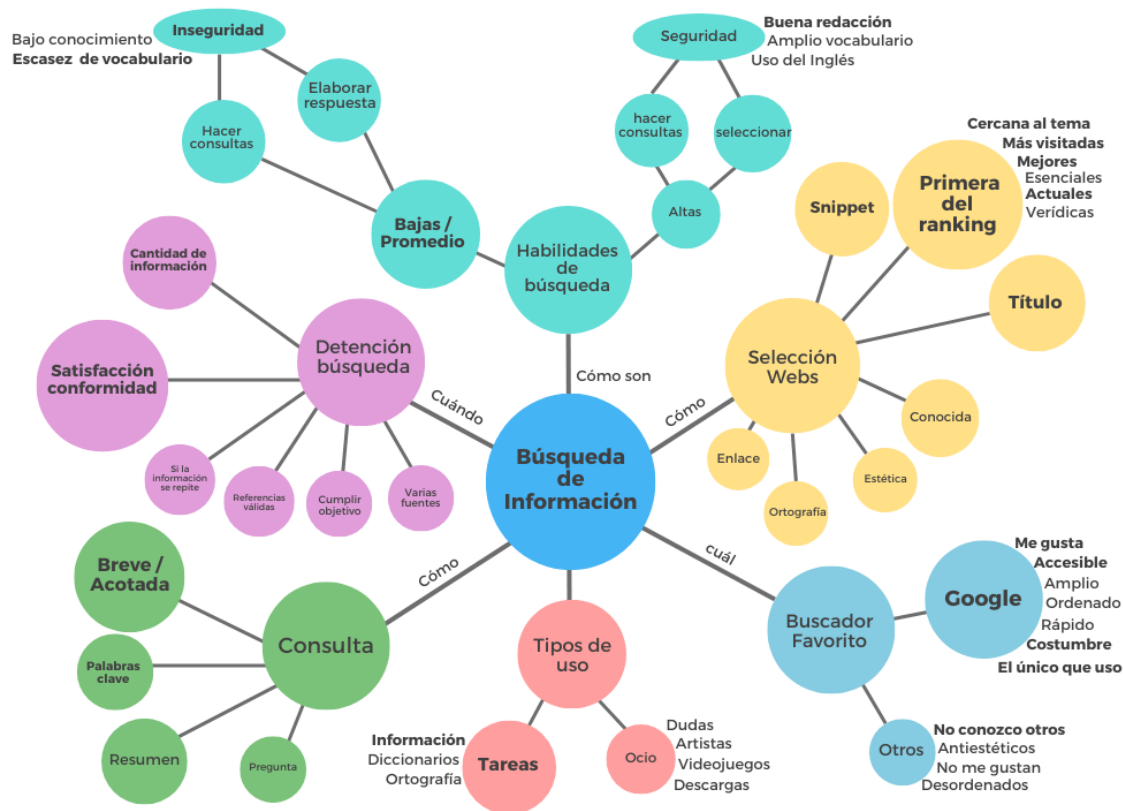 Inseguridad
Bajo conocimiento
Escasez de vocabulario
Elaborar
respuesta
Hacer
consultas
Bajas /
Promedio
Seguridad
Buena redacción
Amplio vocabulario
Uso del Inglés
hacer
consultas
seleccionar
Altas
Habilidades
de
búsqueda
Cómo son
Cercana al tema
Más visitadas
Mejores
Esenciales
Actuales
Verídicas
Primera
del
ranking
Snippet
Título
Selección
Webs
Cómo
Conocida
Enlace
Estética
Ortografía
Cantidad de
información
Detención
búsqueda
Satisfacción
conformidad
Cuándo
Si la
información
se repite
Referencias
válidas
Cumplir
objetivo
Varias
fuentes
Búsqueda
de
Información
Breve /
Acotada
Cómo
Consulta
Palabras
clave
Resumen
Pregunta
Tipos de
uso
Información
Diccionarios
Ortografía
Tareas
Ocio
Dudas
Artistas
Videojuegos
Descargas
cuál
Buscador
Favorito
Google
Me gusta
Accesible
Amplio
Ordenado
Rápido
Costumbre
El único que uso
Otros
No conozco otros
Antiestéticos
No me gustan
Desordenados